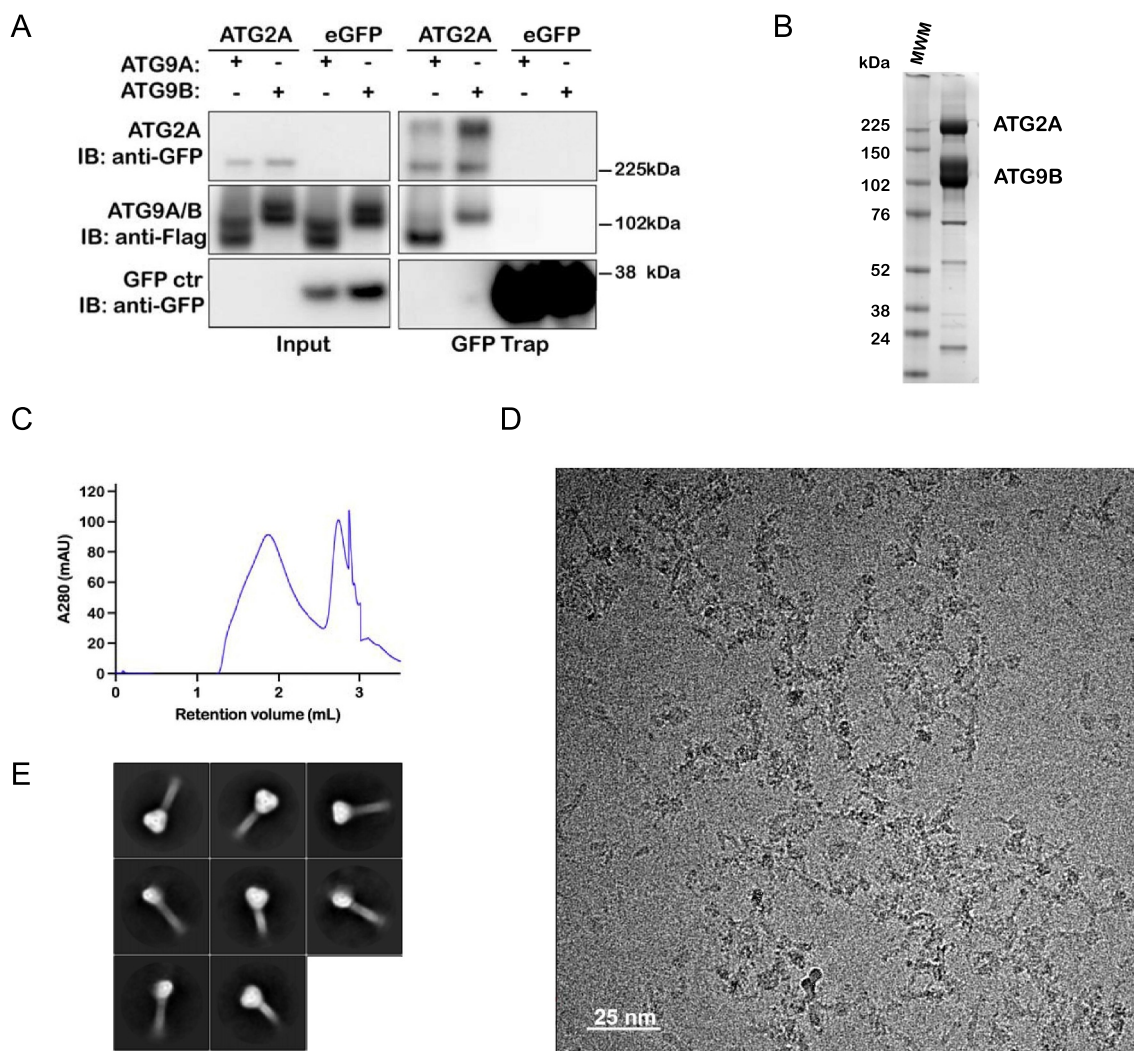 A
ATG2A eGFP ATG2A eGFP
ATG9A: + - + - + - + -
ATG9B: - + - + - + - +
ATG2A
IB: anti-GFP
225kDa
ATG9A/B
IB: anti-Flag
102kDa
GFP ctr
IB: anti-GFP
38 kDa
Input GFP Trap
B
kDa MWM
225 ATG2A
150
ATG9B
102
76
52
38
24
C
120
100
80
60
40
20
0
A280 (mAU)
0 1 2 3
Retention volume (mL)
D
25 nm
E